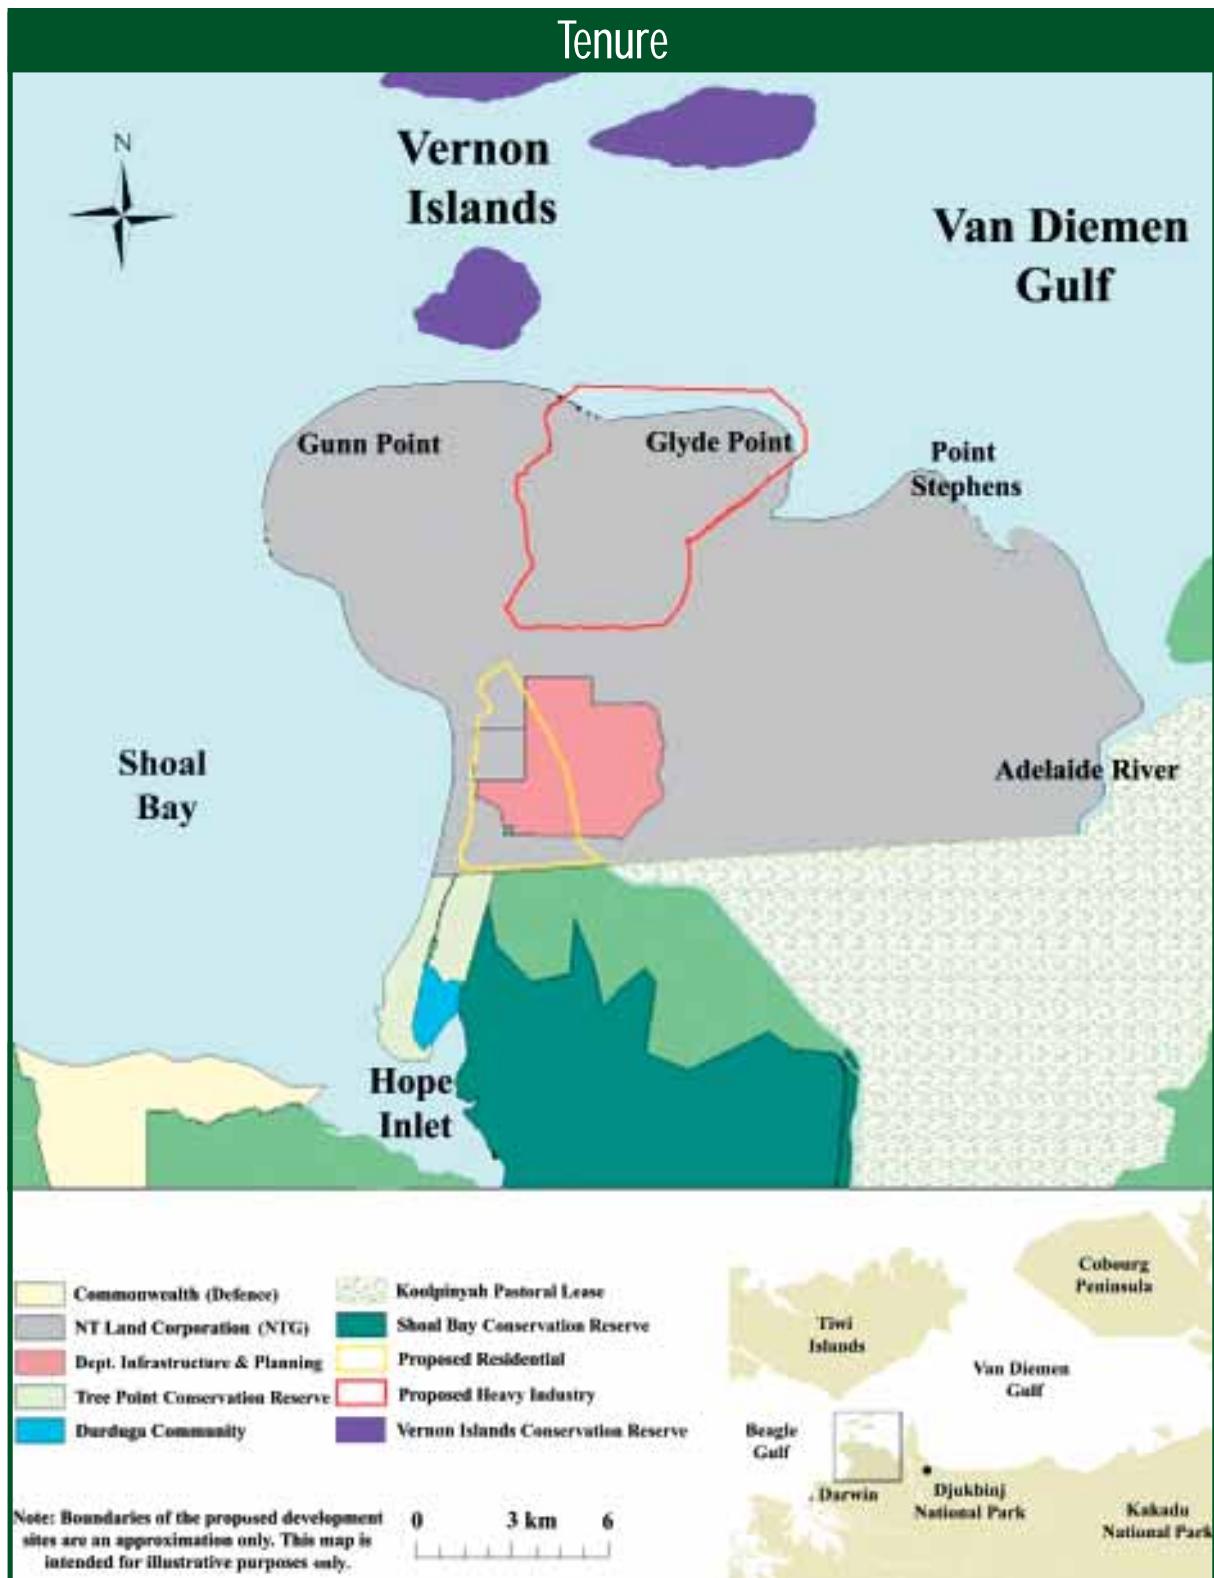 Tenure
N
Vernon
Islands
Van Diemen
Gulf
Gunn Point
Glyde Point
Point
Stephens
Shoal
Bay
Adelaide River
Hope
Inlet
Commonwealth (Defence)
NT Land Corporation (NTG)
Dept. Infrastructure & Planning
Tree Point Conservation Reserve
Durduga Community
Koolpinyah Pastoral Lease
Shoal Bay Conservation Reserve
Proposed Residential
Proposed Heavy Industry
Vernon Islands Conservation Reserve
Note: Boundaries of the proposed development
sites are an approximation only. This map is
intended for illustrative purposes only.
0 3 km 6
Cobourg
Peninsula
Tiwi
Islands
Van Diemen
Gulf
Beagle
Gulf
Darwin
Djukbinj
National Park
Kakadu
National Park